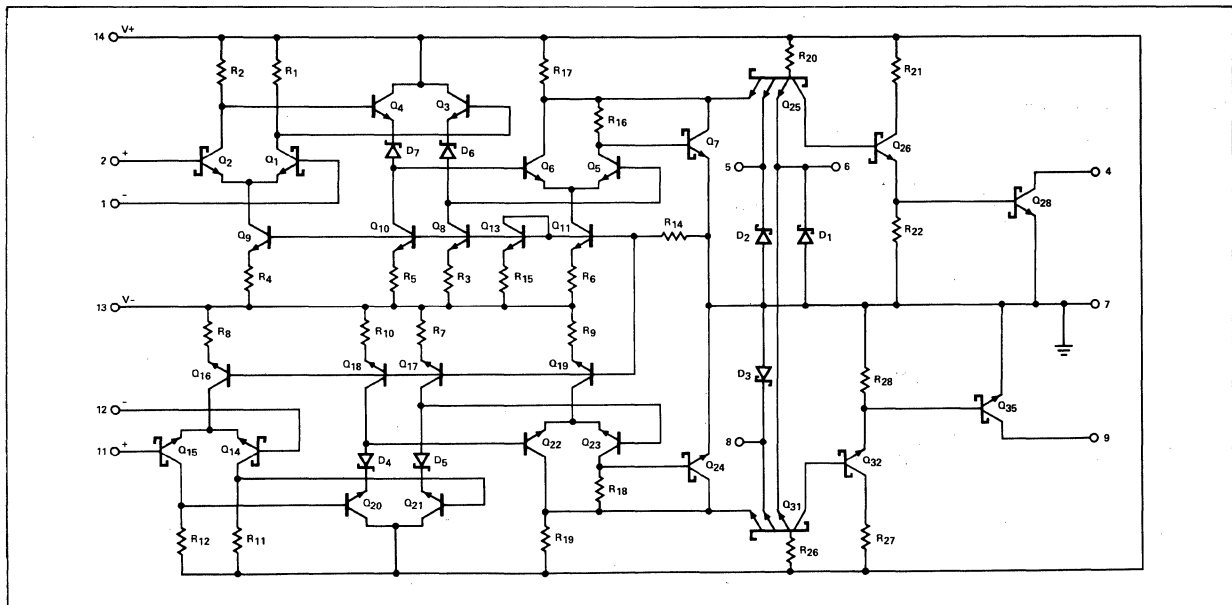 14 V+
R2 R1 R17 R20 R21
Q4 Q3 Q25
R16
D7 D6 Q7
2 + Q2 Q1 Q6 Q5 5 6 Q26
1 - 4
Q28
Q9 Q10 Q8 Q13 Q11 R14 D2 D1 R22
R4 R5 R3 R15 R6
13 V- 7
R8 R10 R7 R9
Q16 Q18 Q17 Q19 D3 R28
12 - Q35
11 + Q15 Q14 Q22 Q23 8 9
D4 D5 Q24 Q32
Q20 Q21 R18 Q31
R12 R11 R19 R26 R27